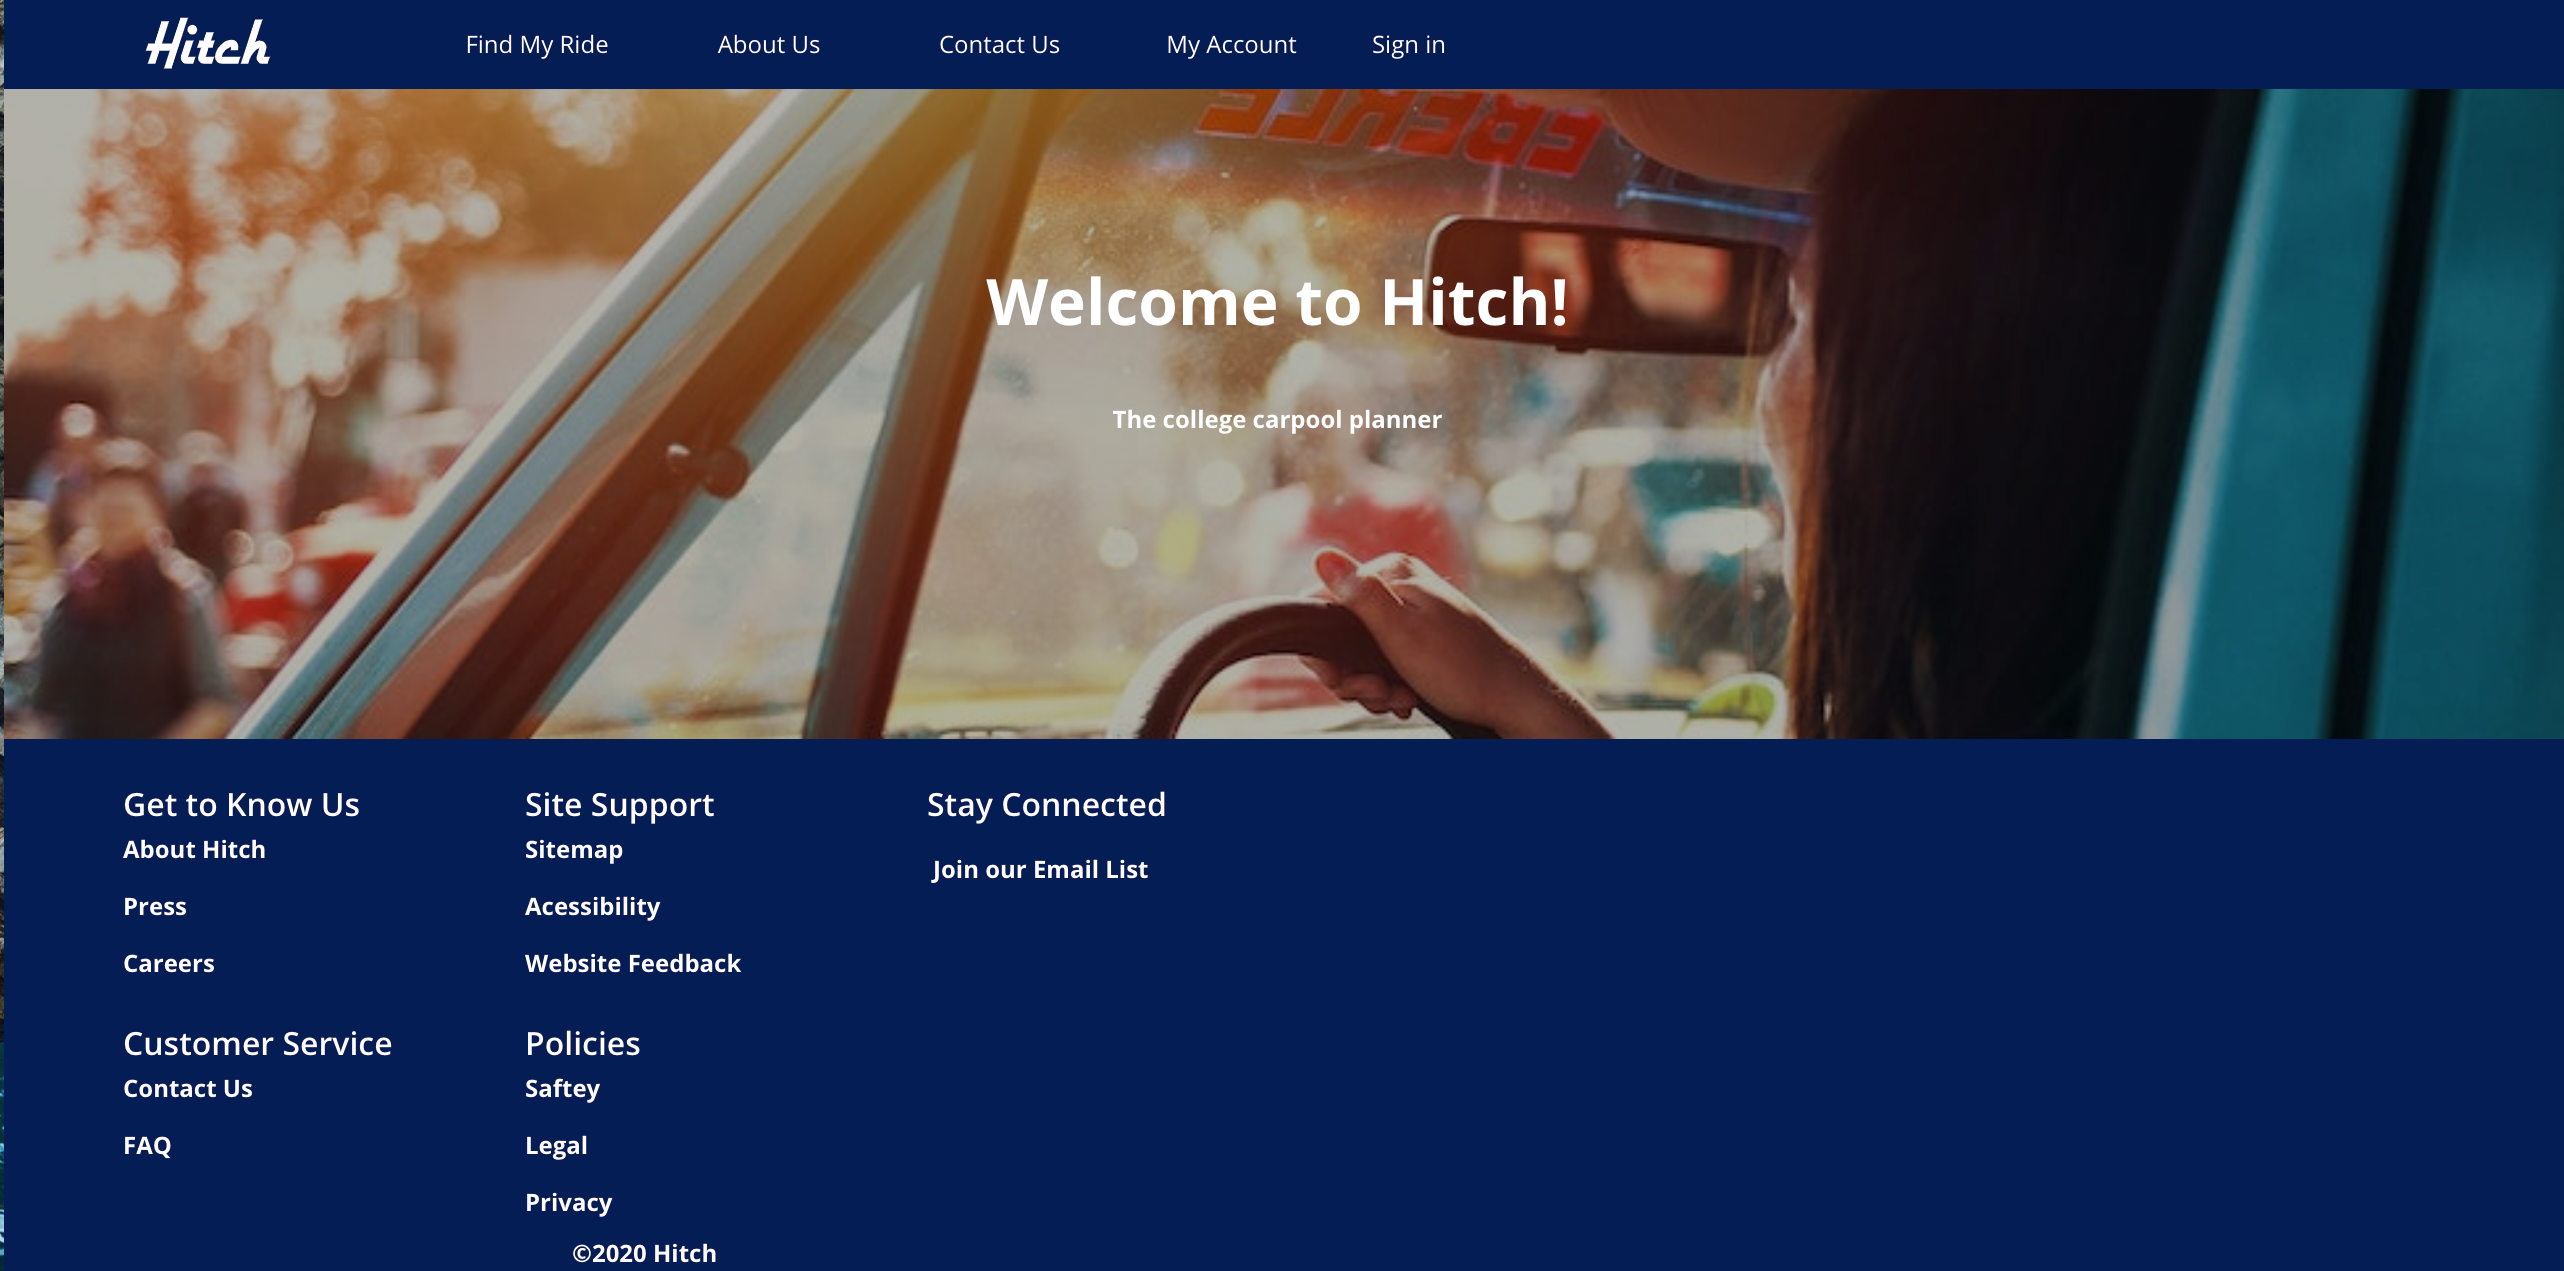 Hitch
Find My Ride
About Us
Contact Us
My Account
Sign in
Welcome to Hitch!
The college carpool planner
Get to Know Us
About Hitch
Press
Careers
Customer Service
Contact Us
FAQ
Site Support
Sitemap
Acessibility
Website Feedback
Policies
Saftey
Legal
Privacy
Stay Connected
Join our Email List
©2020 Hitch